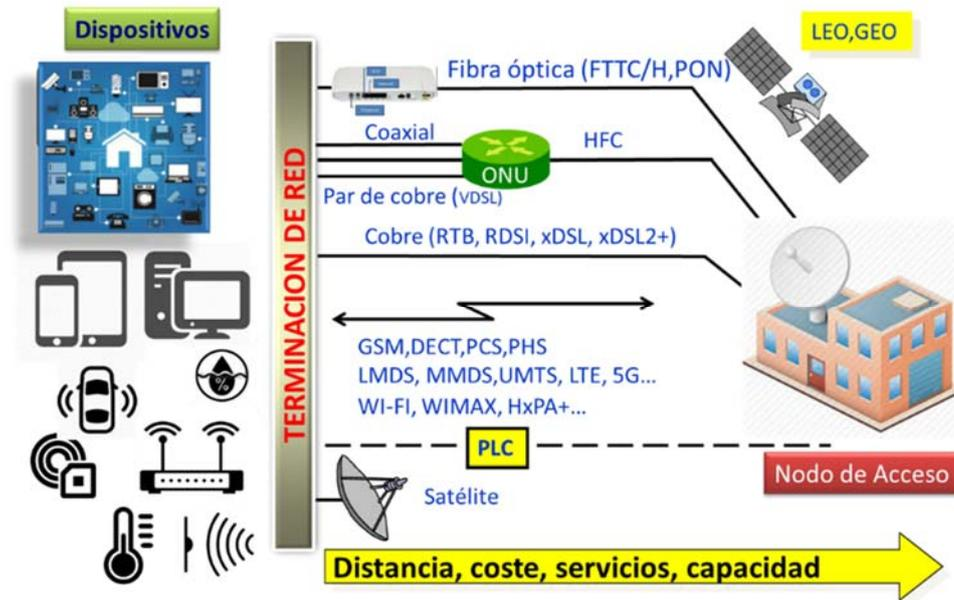 Dispositivos
LEO,GEO
Fibra óptica (FTTC/H,PON)
Coaxial
HFC
ONU
Par de cobre (VDSL)
Cobre (RTB, RDSI, xDSL, xDSL2+)
TERMINACION DE RED
GSM,DECT,PCS,PHS
LMDS, MMDS,UMTS, LTE, 5G...
WI-FI, WIMAX, HxPA+...
PLC
Nodo de Acceso
Satélite
Distancia, coste, servicios, capacidad
%